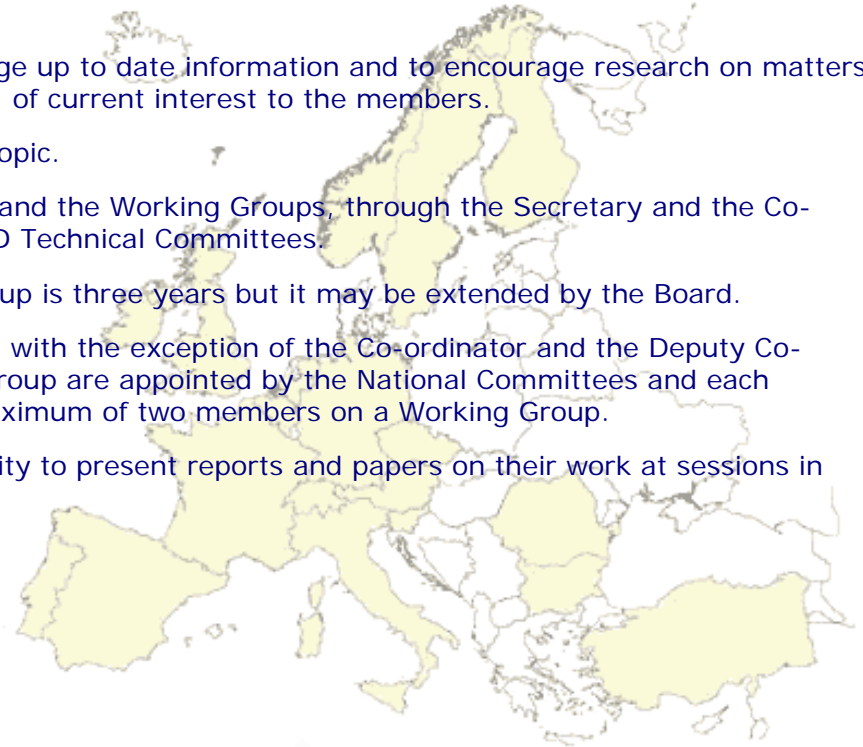 ge up to date information and to encourage research on matters
of current interest to the members.
opic.
and the Working Groups, through the Secretary and the Co-
D Technical Committees.
up is three years but it may be extended by the Board.
with the exception of the Co-ordinator and the Deputy Co-
roup are appointed by the National Committees and each
ximum of two members on a Working Group.
ity to present reports and papers on their work at sessions in